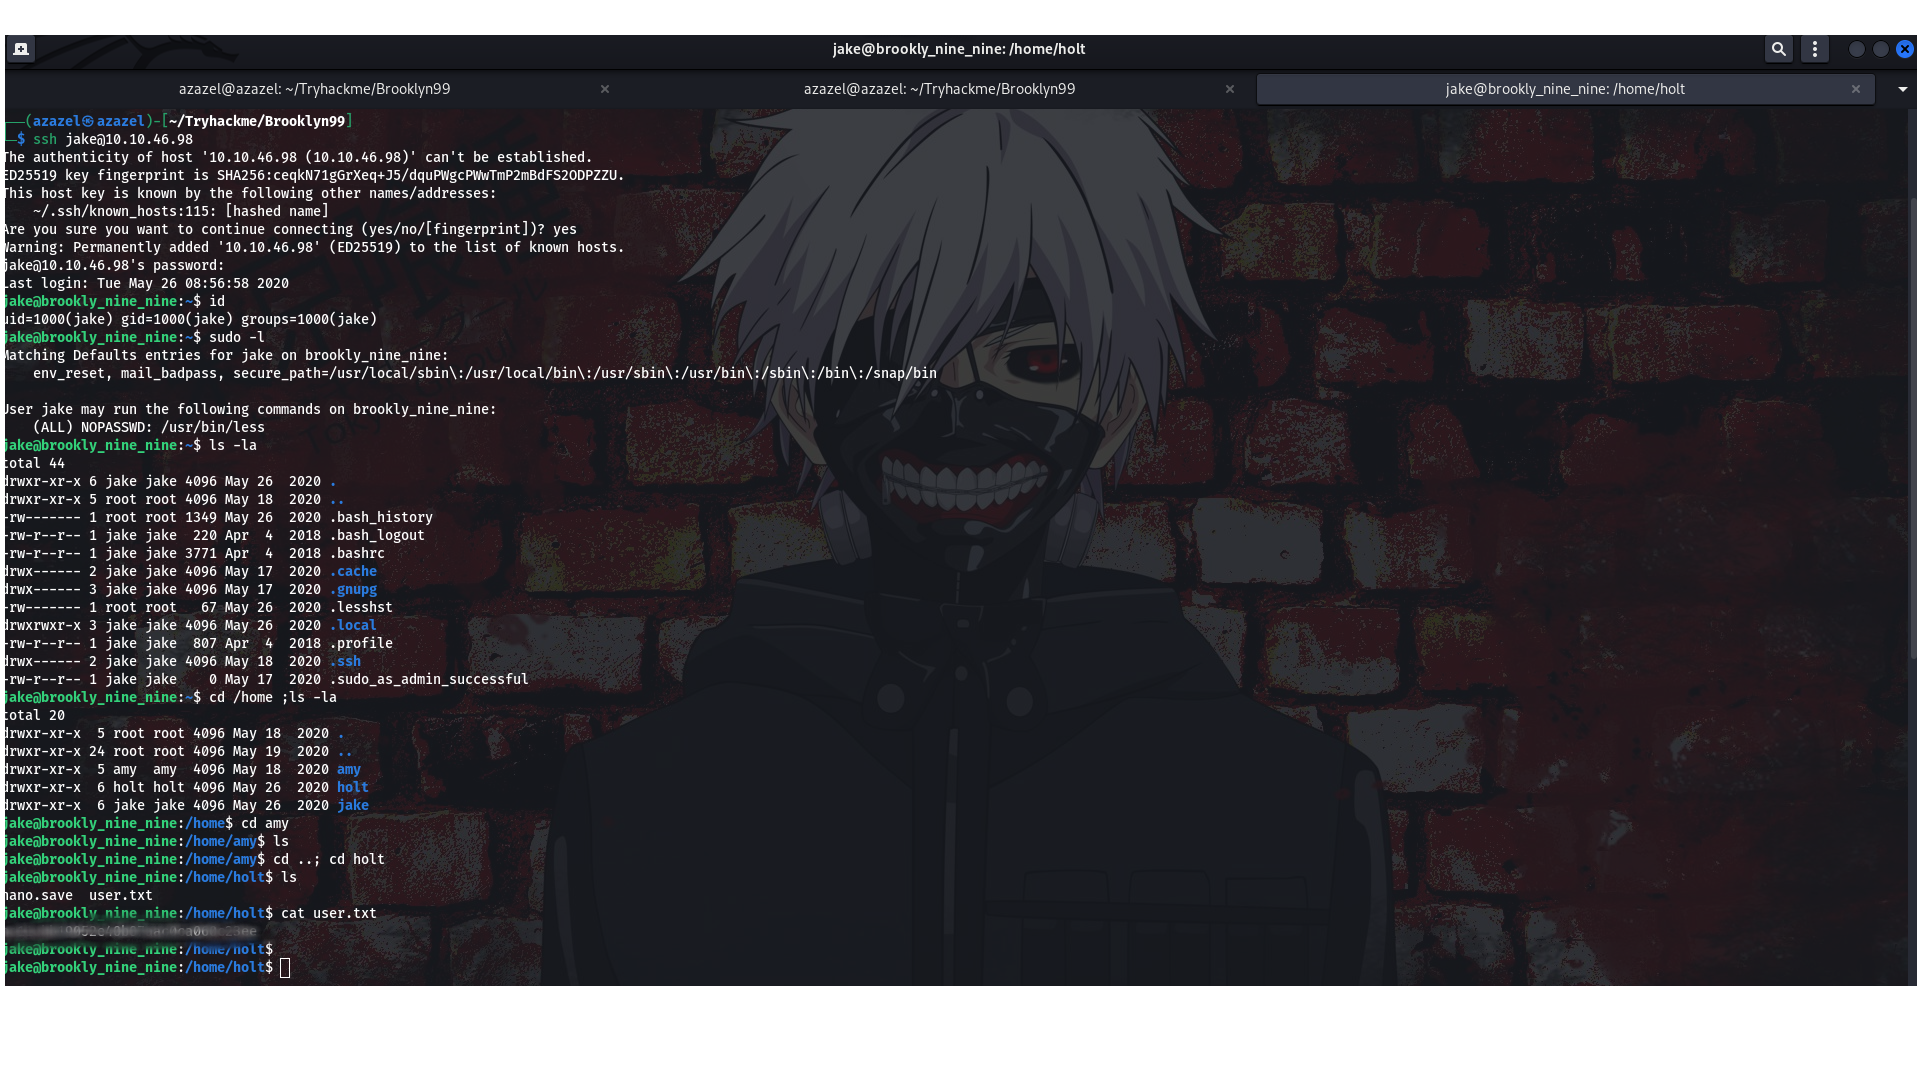 jake@brookly_nine_nine: /home/holt
azazel@azazel: ~/Tryhackme/Brooklyn99
azazel@azazel: ~/Tryhackme/Brooklyn99
jake@brookly_nine_nine: /home/holt
(azazel㉿azazel)-[~/Tryhackme/Brooklyn99]
$ ssh jake@10.10.46.98
The authenticity of host '10.10.46.98 (10.10.46.98)' can't be established.
ED25519 key fingerprint is SHA256:ceqkN71gGrXeq+J5/dquPWgcPWwTmP2mBdFS2ODPZZU.
This host key is known by the following other names/addresses:
~/.ssh/known_hosts:115: [hashed name]
Are you sure you want to continue connecting (yes/no/[fingerprint])? yes
Warning: Permanently added '10.10.46.98' (ED25519) to the list of known hosts.
jake@10.10.46.98's password:
Last login: Tue May 26 08:56:58 2020
jake@brookly_nine_nine:~$ id
uid=1000(jake) gid=1000(jake) groups=1000(jake)
jake@brookly_nine_nine:~$ sudo -l
Matching Defaults entries for jake on brookly_nine_nine:
env_reset, mail_badpass, secure_path=/usr/local/sbin\:/usr/local/bin\:/usr/sbin\:/usr/bin\:/sbin\:/bin\:/snap/bin
User jake may run the following commands on brookly_nine_nine:
(ALL) NOPASSWD: /usr/bin/less
jake@brookly_nine_nine:~$ ls -la
total 44
drwxr-xr-x 6 jake jake 4096 May 26  2020 .
drwxr-xr-x 5 root root 4096 May 18  2020 ..
-rw------- 1 root root 1349 May 26  2020 .bash_history
-rw-r--r-- 1 jake jake  220 Apr  4  2018 .bash_logout
-rw-r--r-- 1 jake jake 3771 Apr  4  2018 .bashrc
drwx------ 2 jake jake 4096 May 17  2020 .cache
drwx------ 3 jake jake 4096 May 17  2020 .gnupg
-rw------- 1 root root   67 May 26  2020 .lesshst
drwxrwxr-x 3 jake jake 4096 May 26  2020 .local
-rw-r--r-- 1 jake jake  807 Apr  4  2018 .profile
drwx------ 2 jake jake 4096 May 18  2020 .ssh
-rw-r--r-- 1 jake jake    0 May 17  2020 .sudo_as_admin_successful
jake@brookly_nine_nine:~$ cd /home ;ls -la
total 20
drwxr-xr-x  5 root root 4096 May 18  2020 .
drwxr-xr-x 24 root root 4096 May 19  2020 ..
drwxr-xr-x  5 amy  amy  4096 May 18  2020 amy
drwxr-xr-x  6 holt holt 4096 May 26  2020 holt
drwxr-xr-x  6 jake jake 4096 May 26  2020 jake
jake@brookly_nine_nine:/home$ cd amy
jake@brookly_nine_nine:/home/amy$ ls
jake@brookly_nine_nine:/home/amy$ cd ..; cd holt
jake@brookly_nine_nine:/home/holt$ ls
nano.save  user.txt
jake@brookly_nine_nine:/home/holt$ cat user.txt
jake@brookly_nine_nine:/home/holt$
jake@brookly_nine_nine:/home/holt$